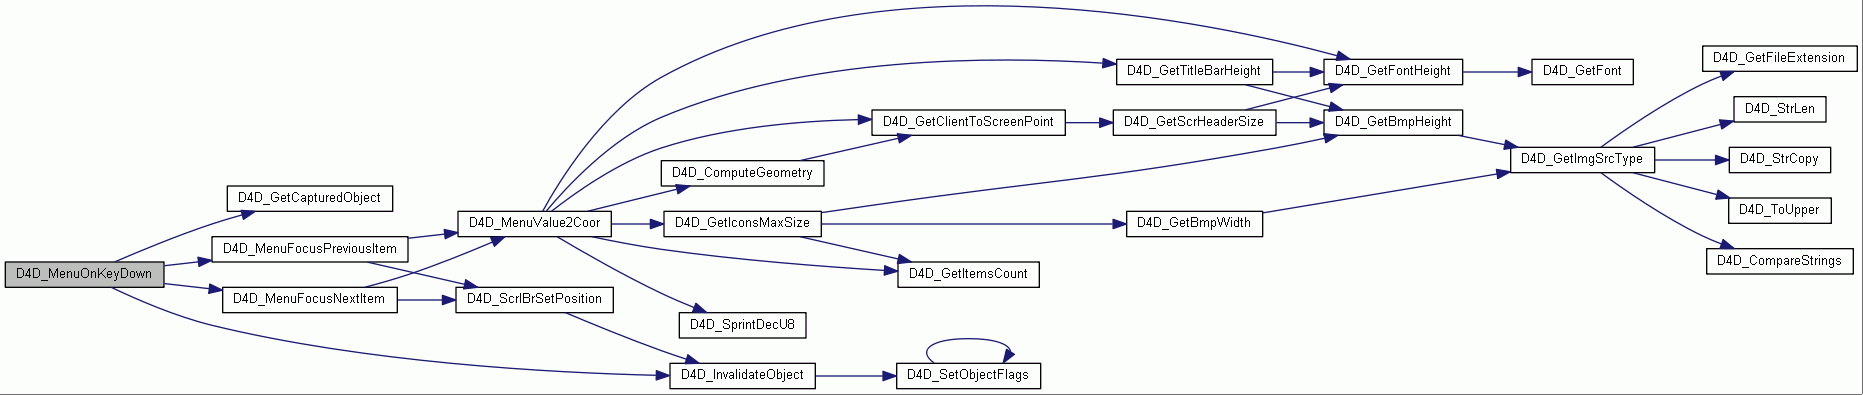 D4D_MenuOnKeyDown
D4D_GetCapturedObject
D4D_MenuFocusPreviousItem
D4D_MenuFocusNextItem
D4D_MenuValue2Coor
D4D_ScrlBrSetPosition
D4D_ComputeGeometry
D4D_GetIconsMaxSize
D4D_SprintDecU8
D4D_InvalidateObject
D4D_GetClientToScreenPoint
D4D_GetItemsCount
D4D_SetObjectFlags
D4D_GetTitleBarHeight
D4D_GetScrHeaderSize
D4D_GetBmpWidth
D4D_GetFontHeight
D4D_GetBmpHeight
D4D_GetFont
D4D_GetImgSrcType
D4D_GetFileExtension
D4D_StrLen
D4D_StrCopy
D4D_ToUpper
D4D_CompareStrings